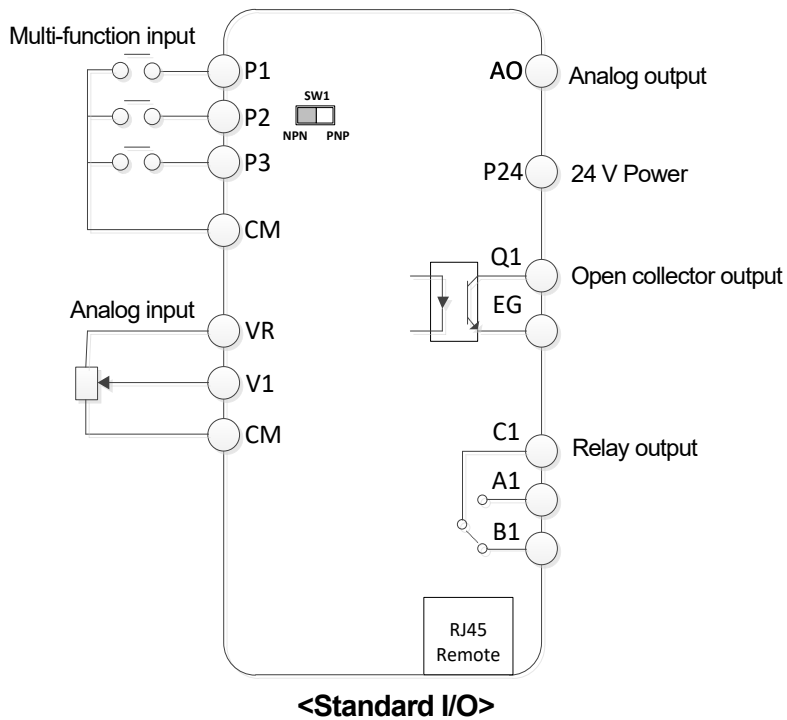 Multi-function input
P1
P2
SW1
NPN PNP
P3
CM
Analog input
VR
V1
CM
AO Analog output
P24 24 V Power
Q1 Open collector output
EG
C1 Relay output
A1
B1
RJ45
Remote
<Standard I/O>